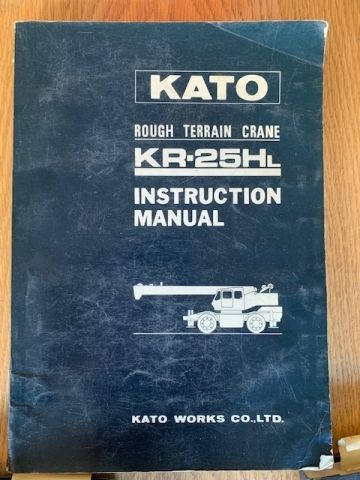 KATO
ROUGH TERRAIN CRANE
KR-25HL
INSTRUCTION
MANUAL
KATO WORKS CO.,LTD.